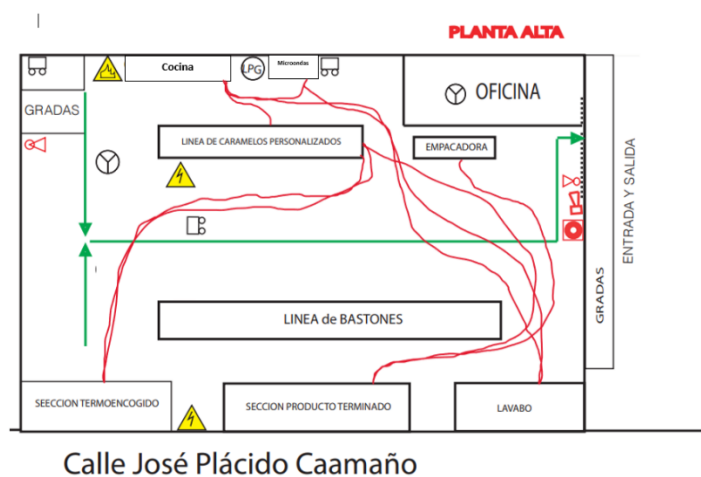 PLANTA ALTA
Cocina
LPG
Microondas
OFICINA
GRADAS
LINEA DE CARAMELOS PERSONALIZADOS
EMPACADORA
ENTRADA Y SALIDA
GRADAS
LINEA de BASTONES
SEECCION TERMOENCOGIDO
SECCION PRODUCTO TERMINADO
LAVABO
Calle José Plácido Caamaño